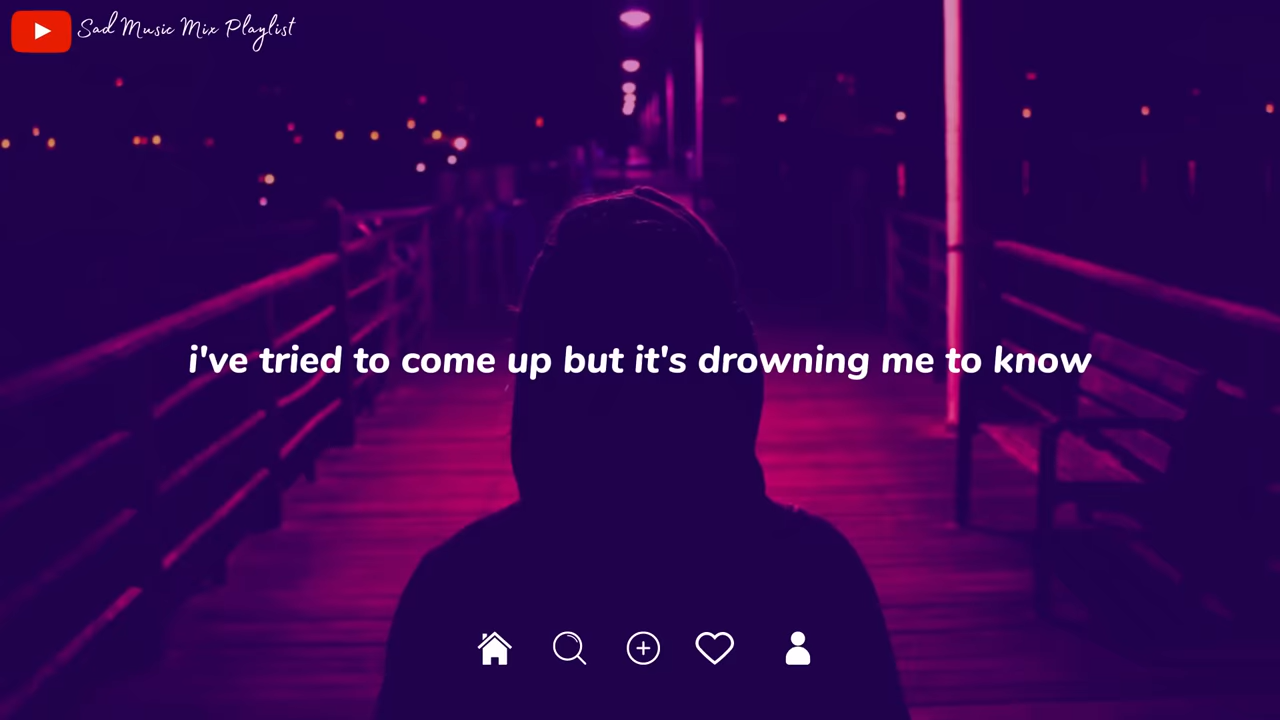 Sad Music Mix Playlist
i've tried to come up but it's drowning me to know